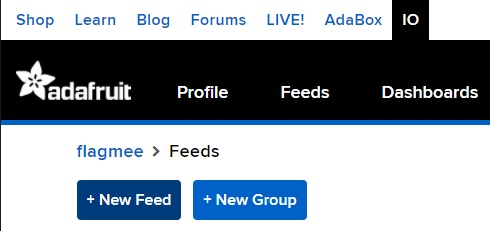 Shop Learn Blog Forums LIVE! AdaBox IO
adafruit Profile Feeds Dashboards
flagmee > Feeds
+ New Feed + New Group